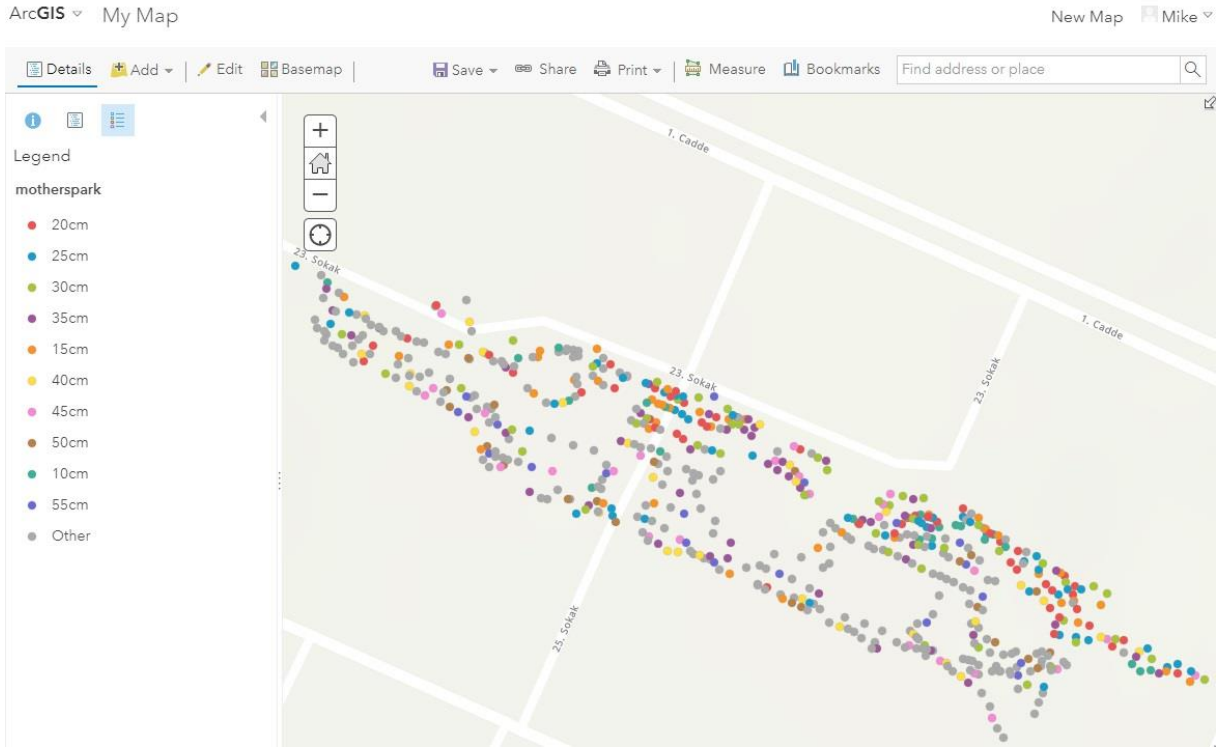 ArcGIS My Map New Map Mike
Details Add Edit Basemap Save Share Print Measure Bookmarks Find address or place
Legend
motherspark
20cm
25cm
30cm
35cm
15cm
40cm
45cm
50cm
10cm
55cm
Other
1. Cadde
23. Sokak
1. Cadde
23. Sokak
23. Sokak
25. Sokak